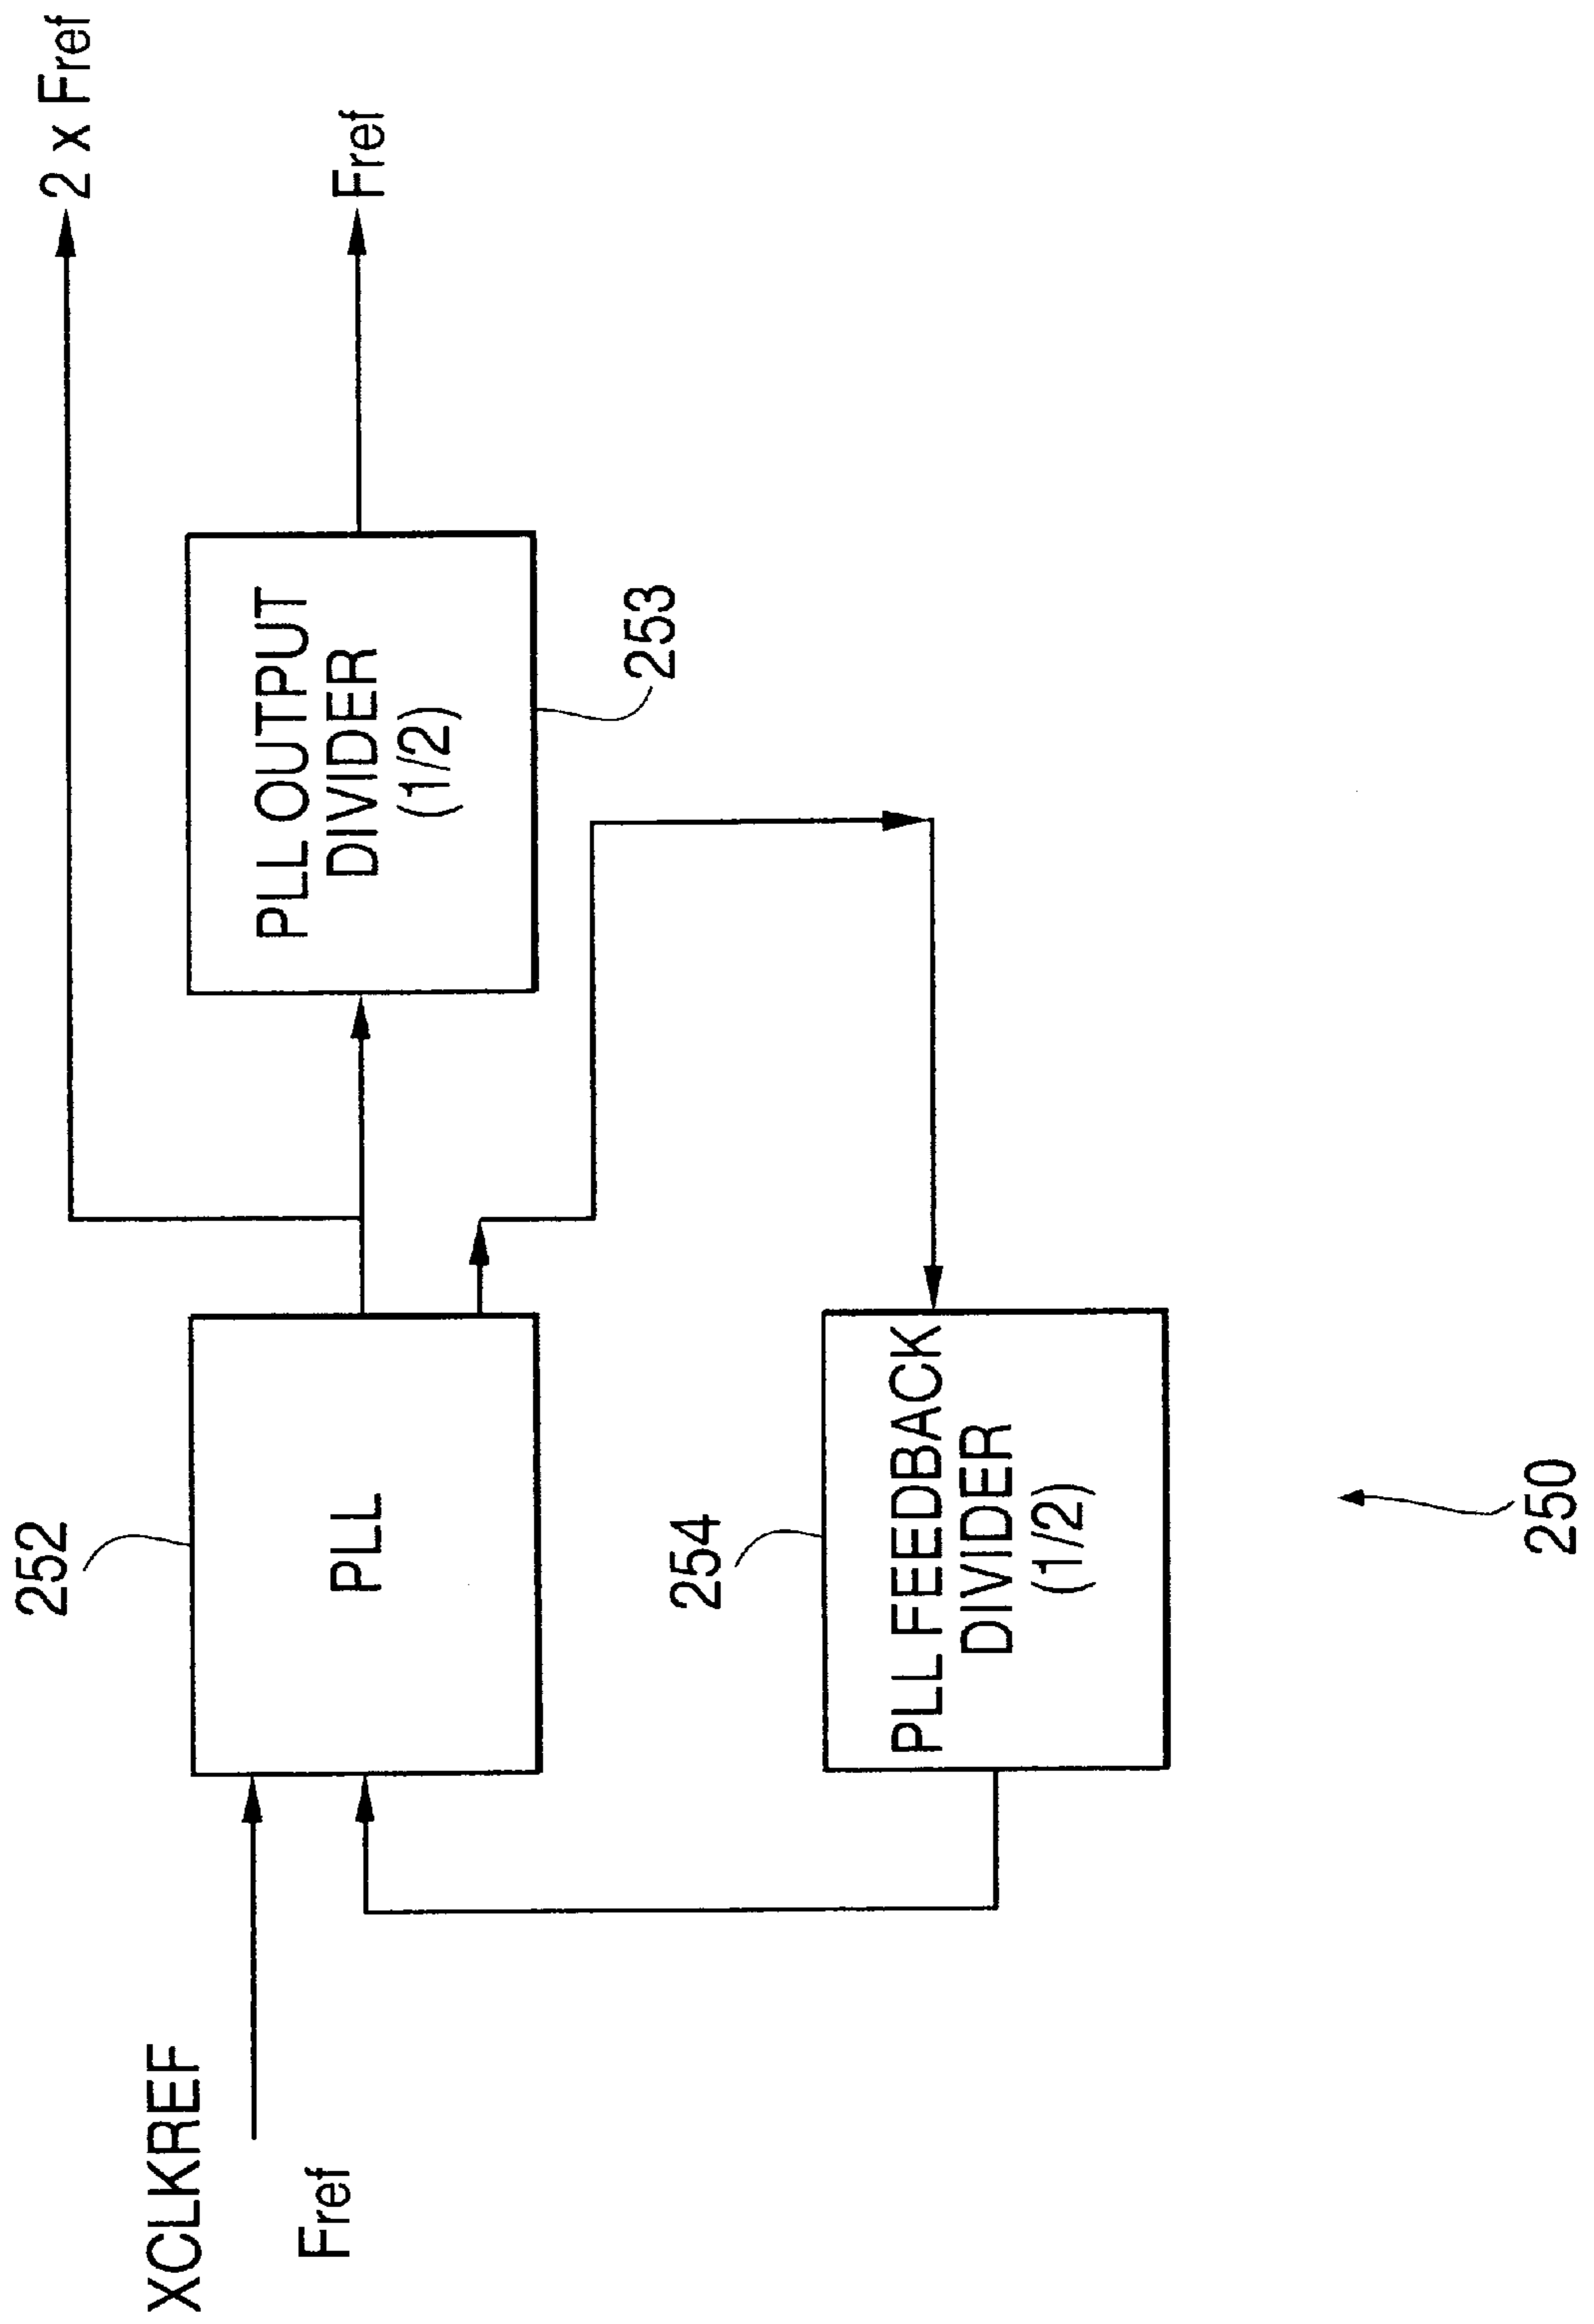 2 x Fref
252
PLL
PLL OUTPUT
DIVIDER
(1/2)
Fref
XCLKREF
Fref
253
254
PLL FEEDBACK
DIVIDER
(1/2)
250